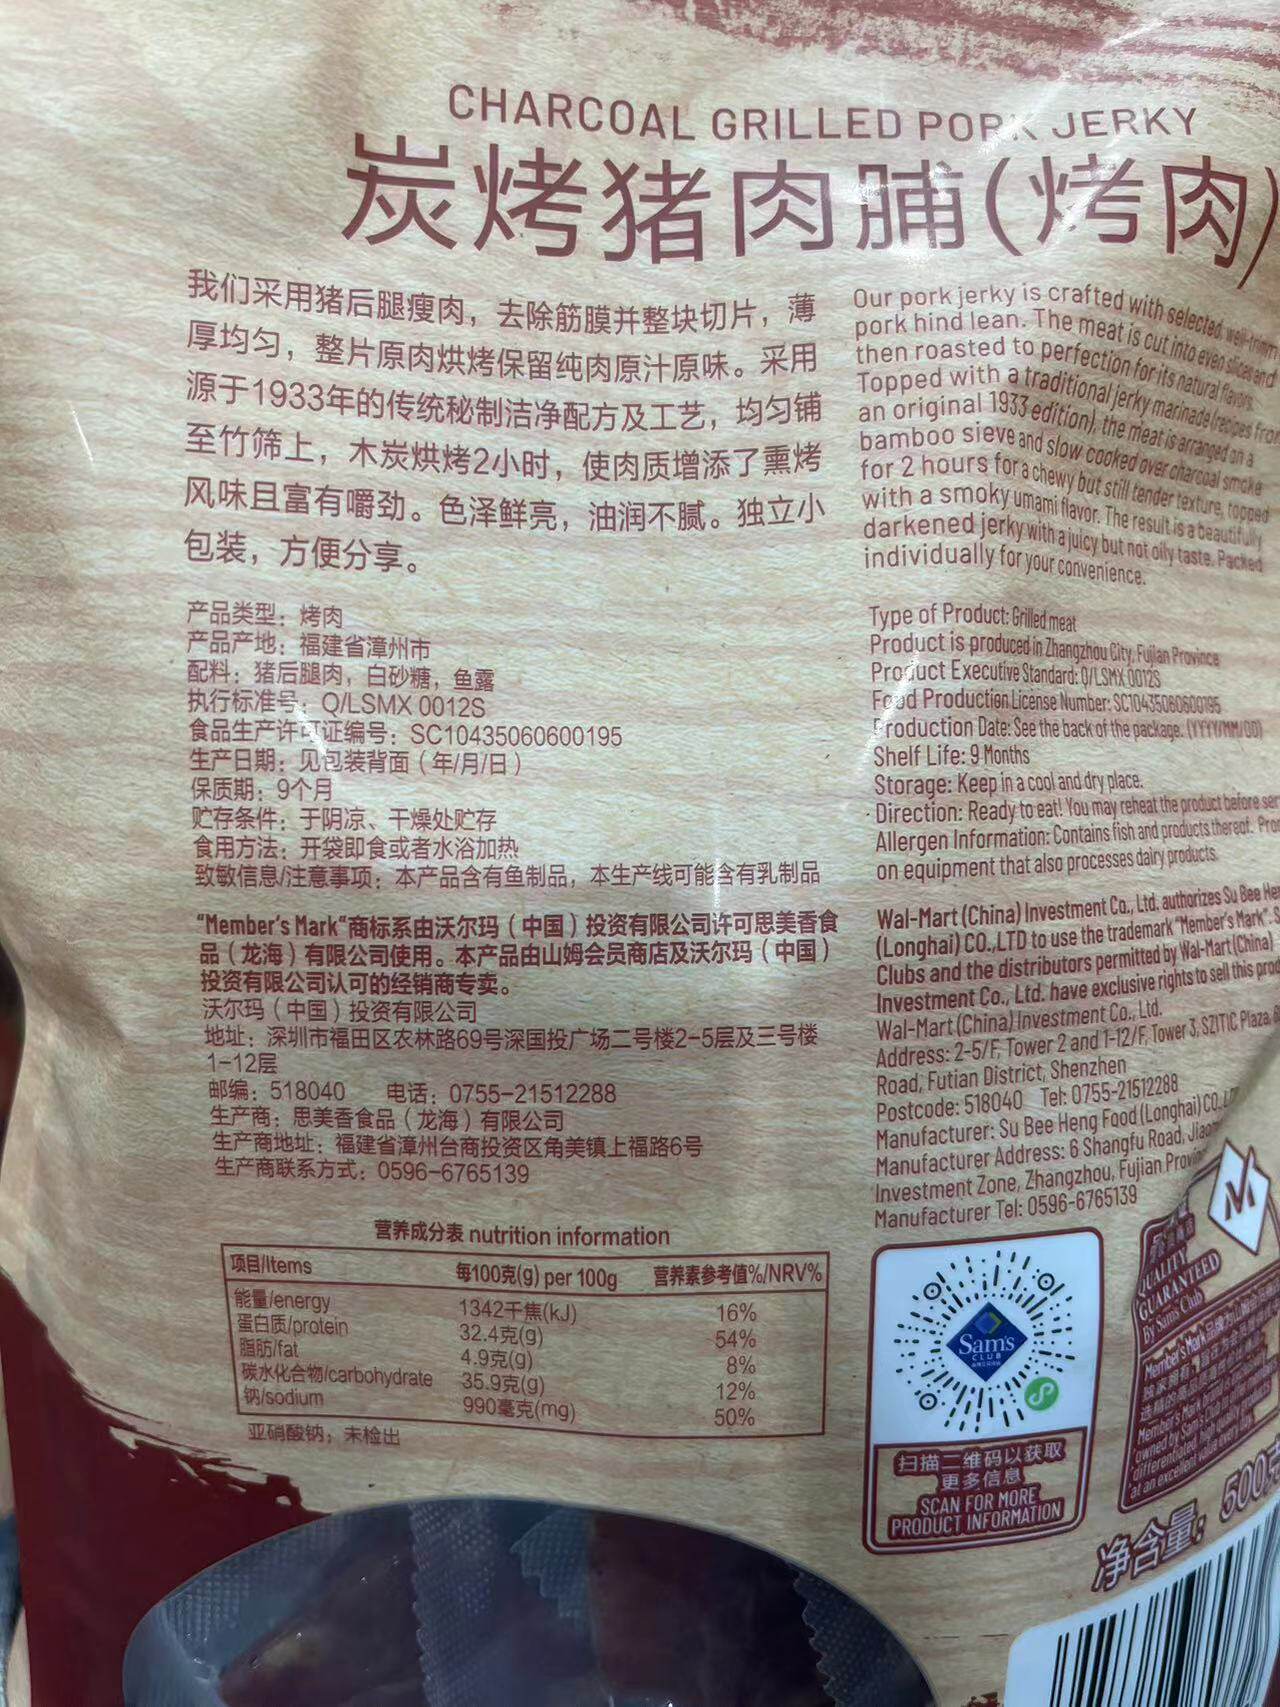 CHARCOAL GRILLED PORK JERKY
炭烤猪肉脯(烤肉)
我们采用猪后腿瘦肉，去除筋膜并整块切片，薄
厚均匀，整片原肉烘烤保留纯肉原汁原味。采用
源于1933年的传统秘制洁净配方及工艺，均匀铺
至竹筛上，木炭烘烤2小时，使肉质增添了熏烤
风味且富有嚼劲。色泽鲜亮，油润不腻。独立小
包装，方便分享。
产品类型：烤肉
产品产地：福建省漳州市
配料：猪后腿肉，白砂糖，鱼露
执行标准号：Q/LSMX 0012S
食品生产许可证编号：SC10435060600195
生产日期：见包装背面（年/月/日）
保质期：9个月
贮存条件：于阴凉、干燥处贮存
食用方法：开袋即食或者水浴加热
致敏信息/注意事项：本产品含有鱼制品，本生产线可能含有乳制品
“Member's Mark“商标系由沃尔玛（中国）投资有限公司许可思美香食
品（龙海）有限公司使用。本产品由山姆会员商店及沃尔玛（中国）
投资有限公司认可的经销商专卖。
沃尔玛（中国）投资有限公司
地址：深圳市福田区农林路69号深国投广场二号楼2-5层及三号楼
1-12层
邮编：518040 电话：0755-21512288
生产商：思美香食品（龙海）有限公司
生产商地址：福建省漳州台商投资区角美镇上福路6号
生产商联系方式：0596-6765139
Our pork jerky is crafted with selected, well-trimm
pork hind lean. The meat is cut into even slices and
then roasted to perfection for its natural flavors.
Topped with a traditional jerky marinade (recipes from
an original 1933 edition), the meat is arranged on a
bamboo sieve and slow cooked over charcoal smoke
for 2 hours for a chewy but still tender texture, topped
with a smoky umami flavor. The result is a beautifully
darkened jerky with a juicy but not oily taste. Packed
individually for your convenience.
Type of Product: Grilled meat
Product is produced in Zhangzhou City, Fujian Province
Product Executive Standard: Q/LSMX 0012S
Food Production License Number: SC10435060600195
Production Date: See the back of the package. (YYYY/MM/DD)
Shelf Life: 9 Months
Storage: Keep in a cool and dry place.
Direction: Ready to eat! You may reheat the product before ser
Allergen Information: Contains fish and products thereof. Pro
on equipment that also processes dairy products.
Wal-Mart (China) Investment Co., Ltd. authorizes Su Bee He
(Longhai) CO.,LTD to use the trademark "Member's Mark". S
Clubs and the distributors permitted by Wal-Mart (China)
Investment Co., Ltd. have exclusive rights to sell this prod
Wal-Mart (China) Investment Co., Ltd.
Address: 2-5/F, Tower 2 and 1-12/F, Tower 3, SZITIC Plaza,
Road, Futian District, Shenzhen
Postcode: 518040 Tel: 0755-21512288
Manufacturer: Su Bee Heng Food (Longhai) CO.,LT
Manufacturer Address: 6 Shangfu Road, Jiaom
Investment Zone, Zhangzhou, Fujian Provin
Manufacturer Tel: 0596-6765139
营养成分表 nutrition information
项目/Items 每100克(g) per 100g 营养素参考值%/NRV%
能量/energy 1342千焦(kJ) 16%
蛋白质/protein 32.4克(g) 54%
脂肪/fat 4.9克(g) 8%
碳水化合物/carbohydrate 35.9克(g) 12%
钠/sodium 990毫克(mg) 50%
亚硝酸钠：未检出
Sam's
CLUB
扫描二维码以获取
更多信息
SCAN FOR MORE
PRODUCT INFORMATION
QUALITY
GUARANTEED
By Sam's Club
净含量：500克